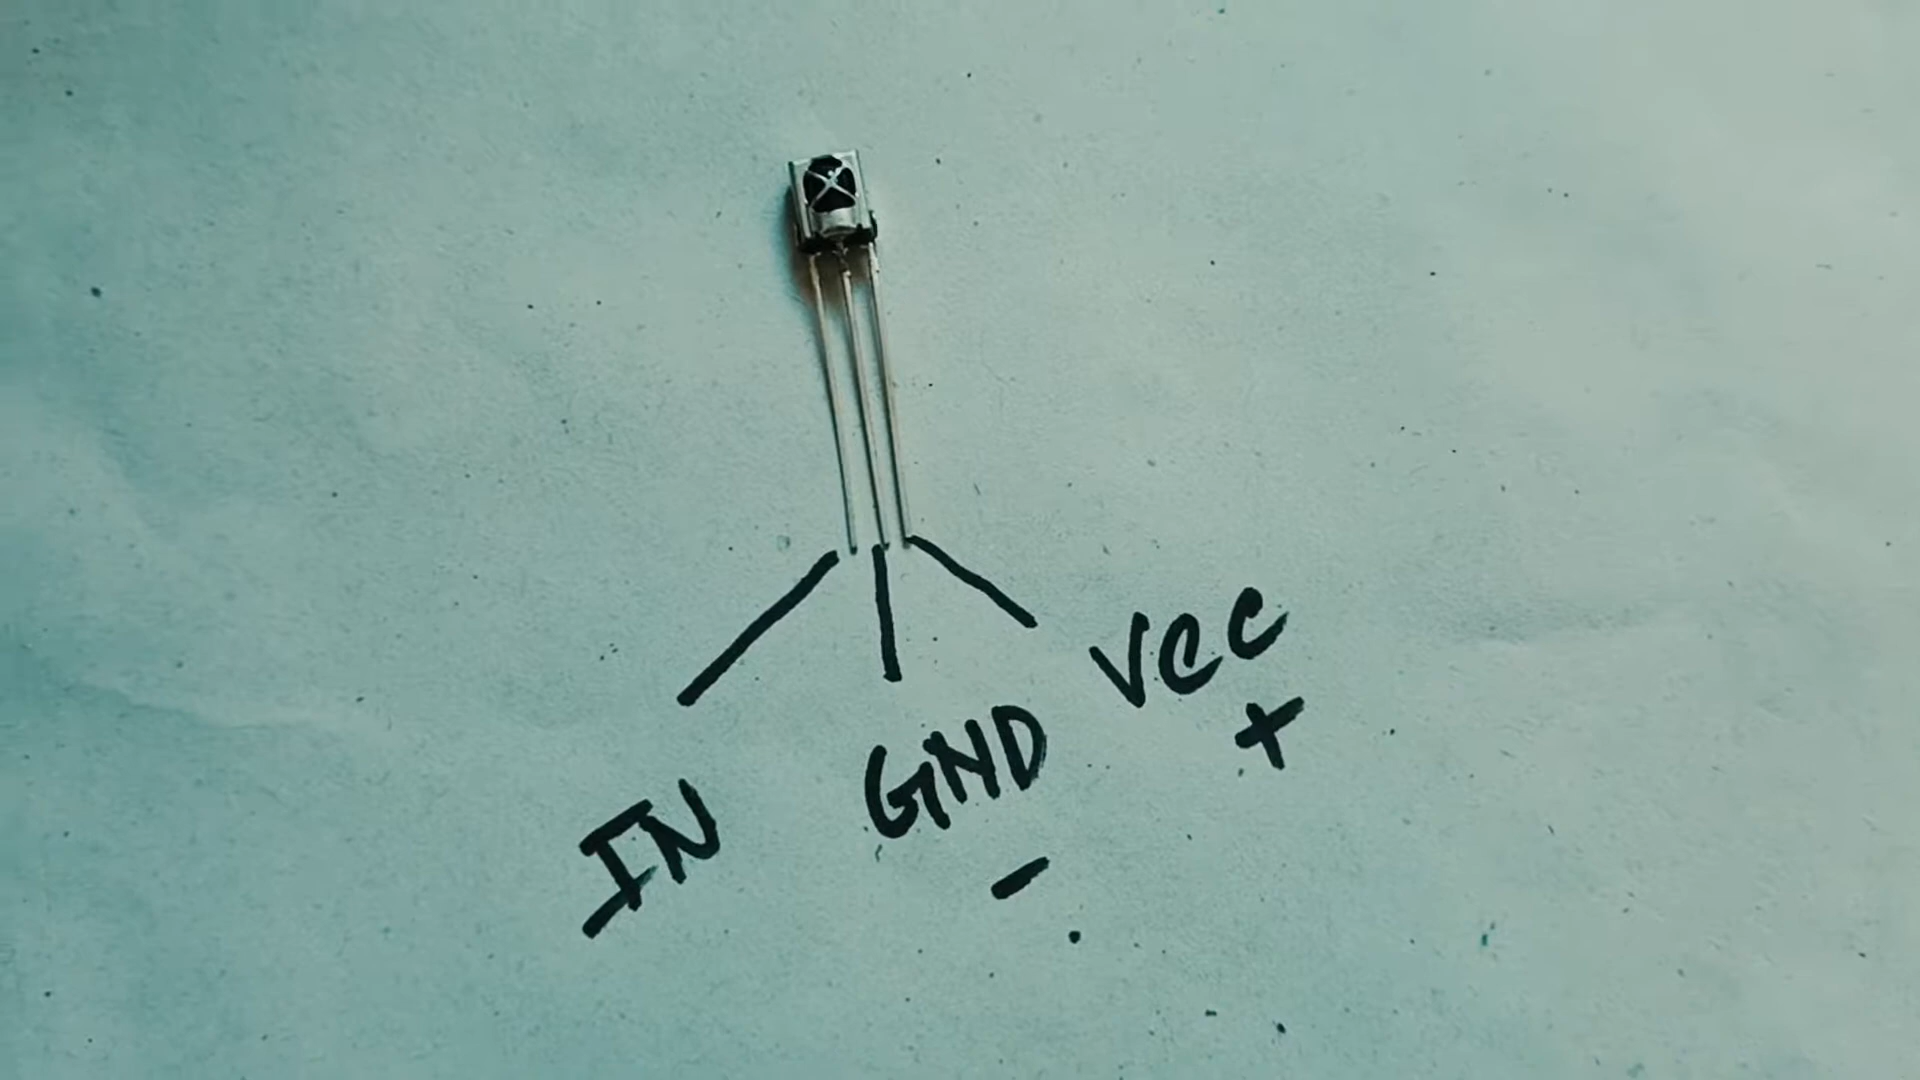 IN GND VCC
- +